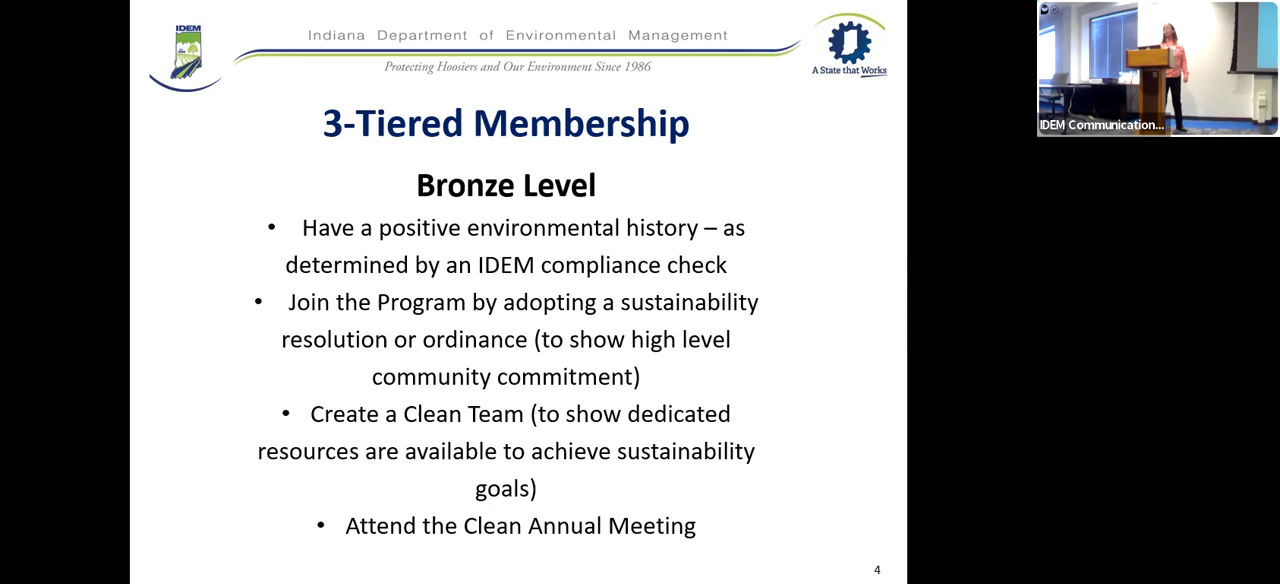 IDEM
Indiana Department of Environmental Management
Protecting Hoosiers and Our Environment Since 1986
A State that Works
3-Tiered Membership
Bronze Level
• Have a positive environmental history – as
determined by an IDEM compliance check
• Join the Program by adopting a sustainability
resolution or ordinance (to show high level
community commitment)
• Create a Clean Team (to show dedicated
resources are available to achieve sustainability
goals)
• Attend the Clean Annual Meeting
4
IDEM Communication...